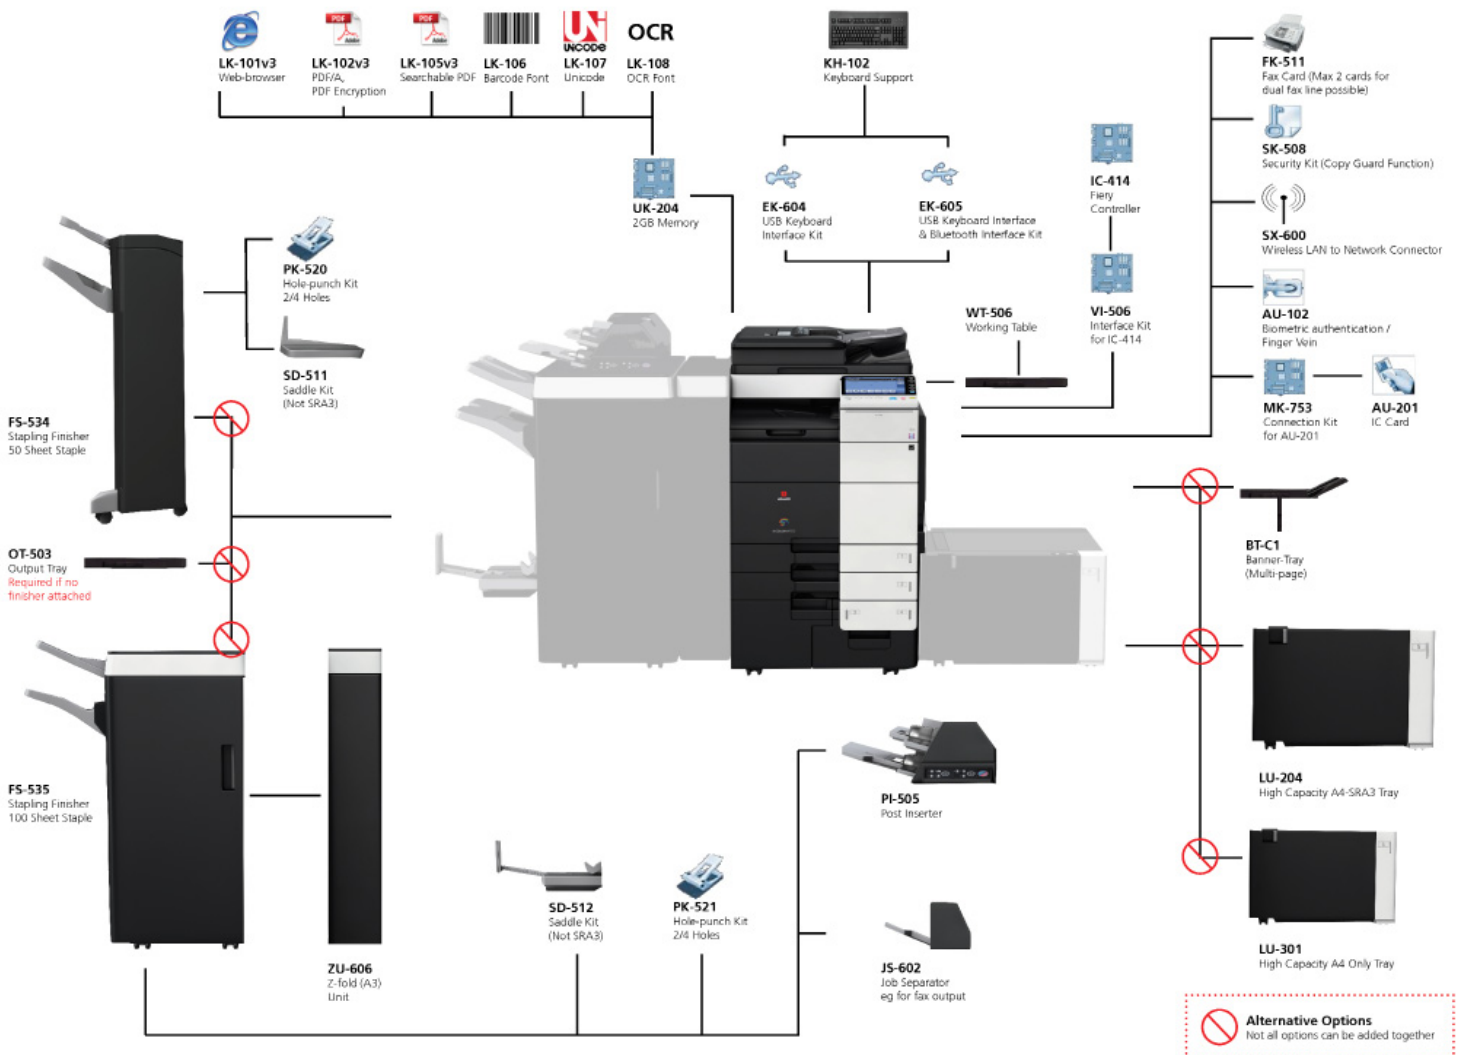 OCR
UNiCODE
LK-101v3
Web-browser
LK-102v3
PDF/A,
PDF Encryption
LK-105v3
Searchable PDF
LK-106
Barcode Font
LK-107
Unicode
LK-108
OCR Font
KH-102
Keyboard Support
FK-511
Fax Card (Max 2 cards for
dual fax line possible)
SK-508
Security Kit (Copy Guard Function)
SX-600
Wireless LAN to Network Connector
AU-102
Biometric authentication /
Finger Vein
MK-753
Connection Kit
for AU-201
AU-201
IC Card
UK-204
2GB Memory
EK-604
USB Keyboard
Interface Kit
EK-605
USB Keyboard Interface
& Bluetooth Interface Kit
IC-414
Fiery
Controller
VI-506
Interface Kit
for IC-414
WT-506
Working Table
PK-520
Hole-punch Kit
2/4 Holes
SD-511
Saddle Kit
(Not SRA3)
FS-534
Stapling Finisher
50 Sheet Staple
OT-503
Output Tray
Required if no
finisher attached
FS-535
Stapling Finisher
100 Sheet Staple
ZU-606
Z-fold (A3)
Unit
SD-512
Saddle Kit
(Not SRA3)
PK-521
Hole-punch Kit
2/4 Holes
PI-505
Post Inserter
JS-602
Job Separator
eg for fax output
BT-C1
Banner-Tray
(Multi-page)
LU-204
High Capacity A4-SRA3 Tray
LU-301
High Capacity A4 Only Tray
Alternative Options
Not all options can be added together